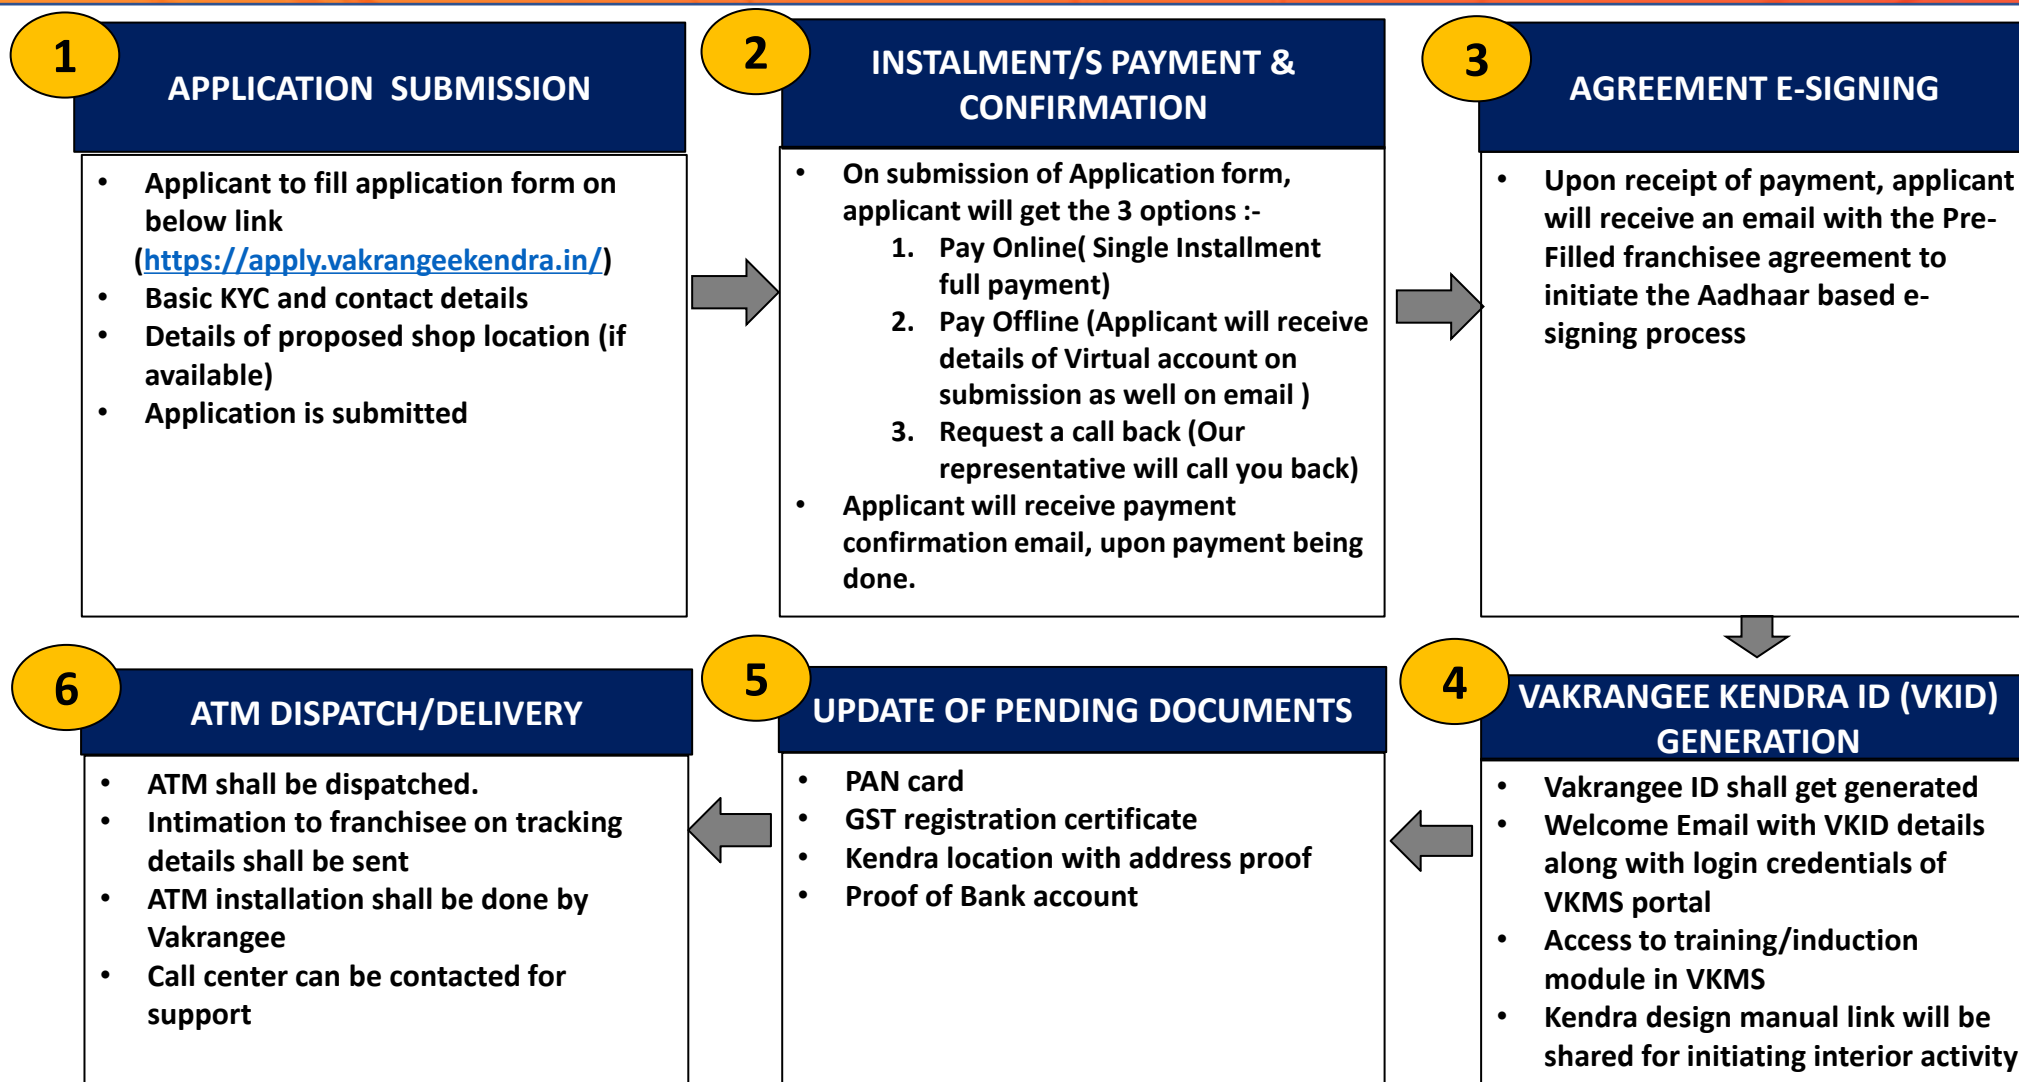 1
APPLICATION SUBMISSION
• Applicant to fill application form on
below link
(https://apply.vakrangeekendra.in/)
• Basic KYC and contact details
• Details of proposed shop location (if
available)
• Application is submitted
2
INSTALMENT/S PAYMENT &
CONFIRMATION
• On submission of Application form,
applicant will get the 3 options :-
1. Pay Online( Single Installment
full payment)
2. Pay Offline (Applicant will receive
details of Virtual account on
submission as well on email )
3. Request a call back (Our
representative will call you back)
• Applicant will receive payment
confirmation email, upon payment being
done.
3
AGREEMENT E-SIGNING
• Upon receipt of payment, applicant
will receive an email with the Pre-
Filled franchisee agreement to
initiate the Aadhaar based e-
signing process
4
VAKRANGEE KENDRA ID (VKID)
GENERATION
• Vakrangee ID shall get generated
• Welcome Email with VKID details
along with login credentials of
VKMS portal
• Access to training/induction
module in VKMS
• Kendra design manual link will be
shared for initiating interior activity
5
UPDATE OF PENDING DOCUMENTS
• PAN card
• GST registration certificate
• Kendra location with address proof
• Proof of Bank account
6
ATM DISPATCH/DELIVERY
• ATM shall be dispatched.
• Intimation to franchisee on tracking
details shall be sent
• ATM installation shall be done by
Vakrangee
• Call center can be contacted for
support